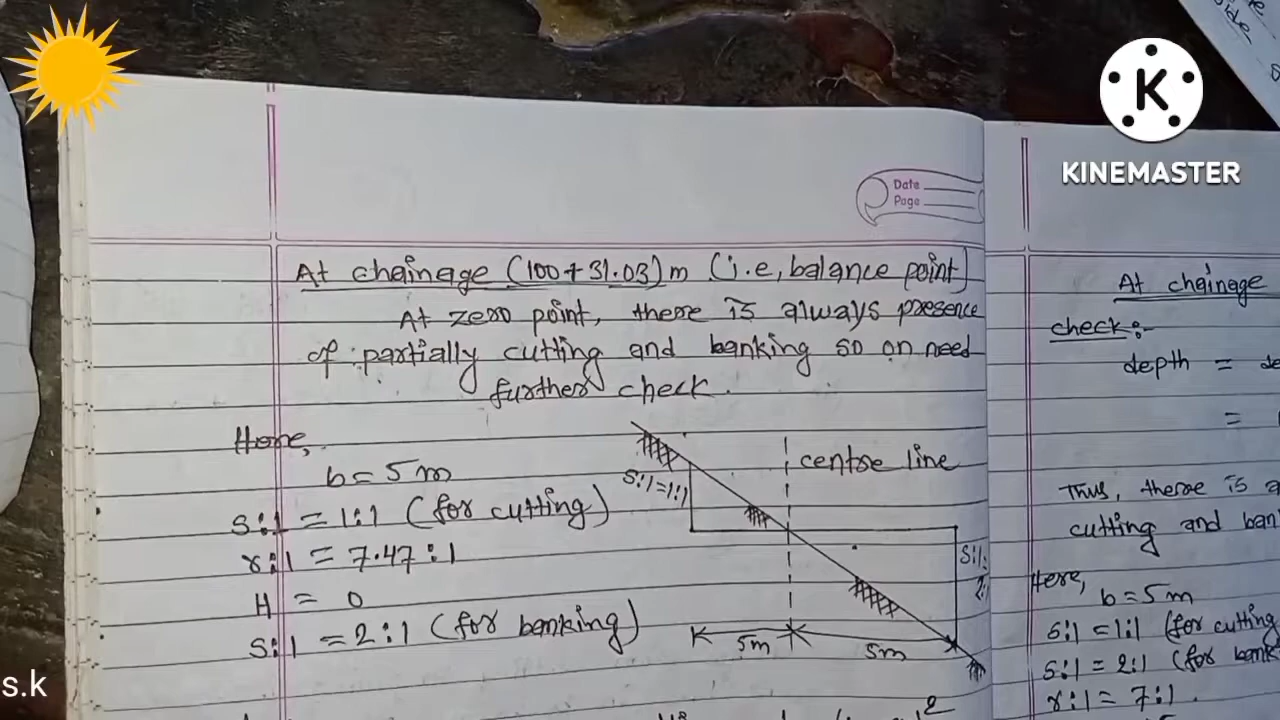 K
KINEMASTER
Date
Page
At chainage (100+31.03)m (i.e, balance point)
At zero point, there is always presence
of partially cutting and banking so on need
further check.
Here,
b = 5 m
s:1 = 1:1 (for cutting)
r:1 = 7.47:1
H = 0
s:1 = 2:1 (for banking)
centre line
s:1=1:1
s:1=
5m
5m
s.k
At chainage
check:-
depth =
=
Thus, there is
cutting and
Here,
b = 5 m
s:1 = 1:1 (for cutting
s:1 = 2:1 (for
r:1 = 7:1.